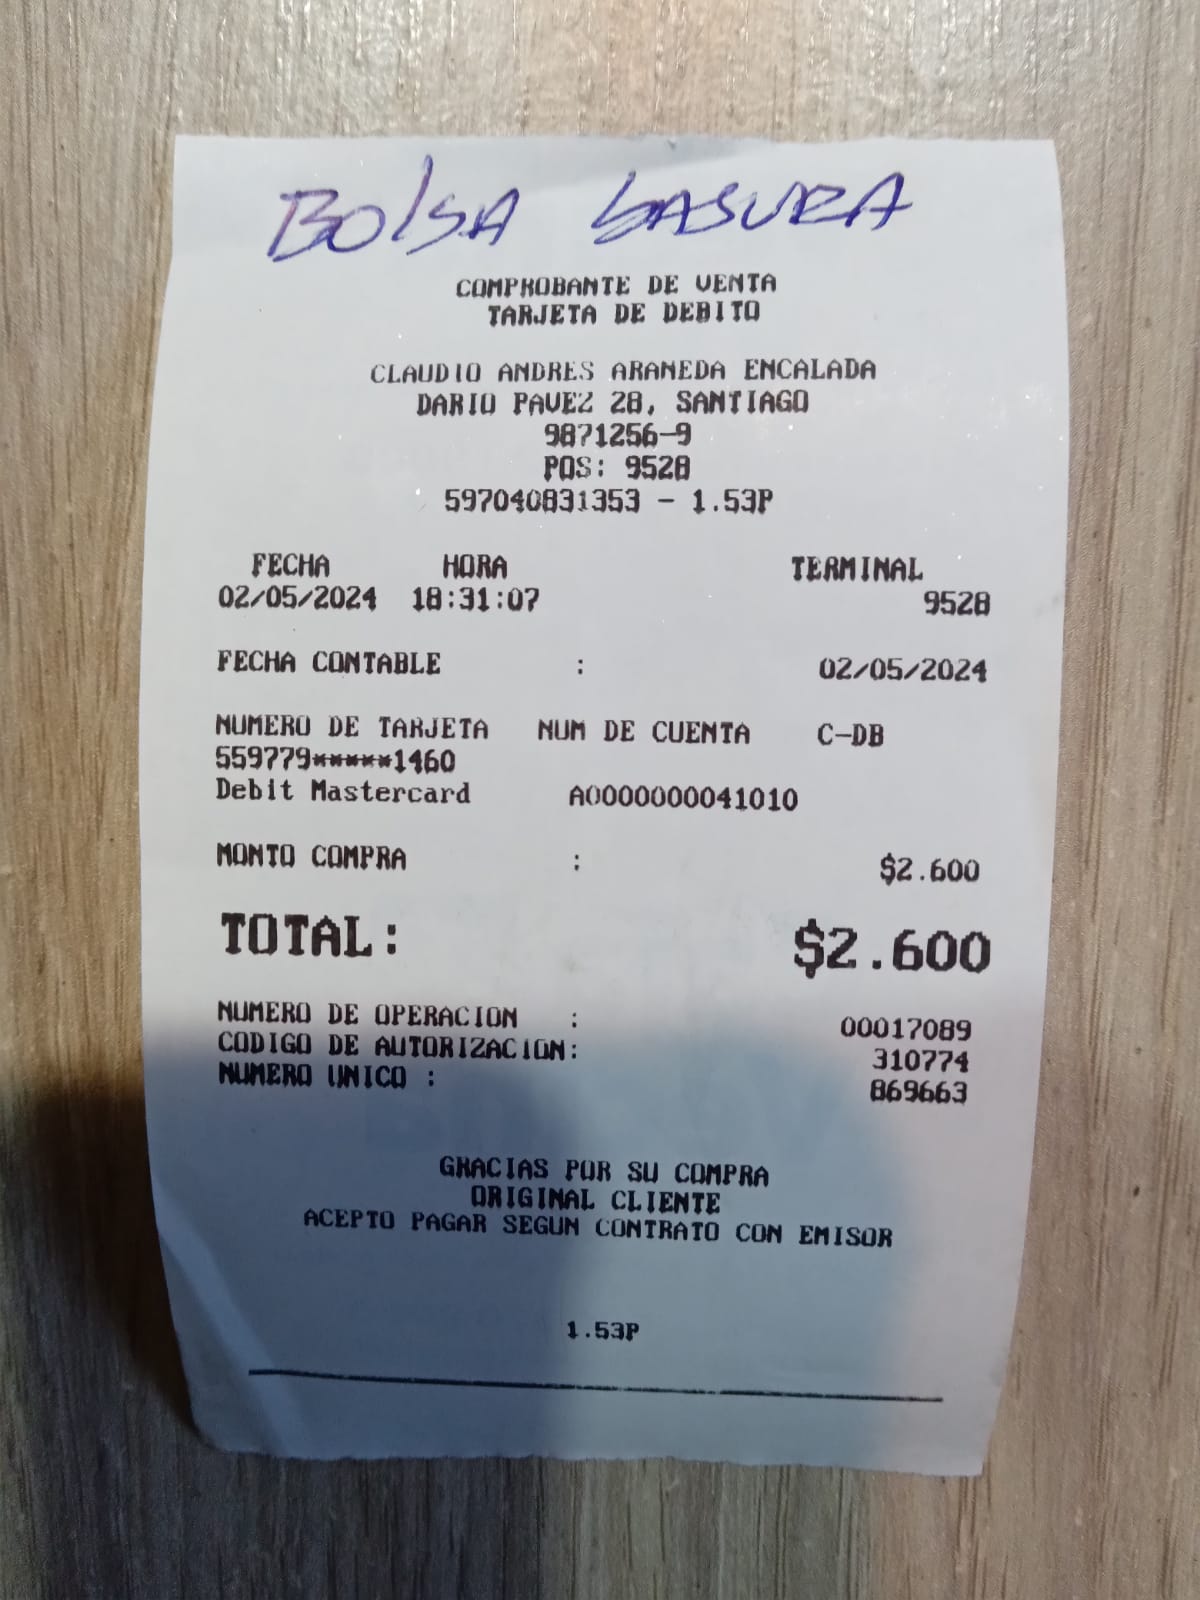 BOLSA BASURA
COMPROBANTE DE VENTA
TARJETA DE DEBITO
CLAUDIO ANDRES ARANEDA ENCALADA
DARIO PAVEZ 28, SANTIAGO
9871256-9
POS: 9528
597040831353 - 1.53P
FECHA HORA TERMINAL
02/05/2024 18:31:07 9528
FECHA CONTABLE : 02/05/2024
NUMERO DE TARJETA NUM DE CUENTA C-DB
559779*****1460
Debit Mastercard A0000000041010
MONTO COMPRA : $2.600
TOTAL: $2.600
NUMERO DE OPERACION : 00017089
CODIGO DE AUTORIZACION: 310774
NUMERO UNICO : 869663
GRACIAS POR SU COMPRA
ORIGINAL CLIENTE
ACEPTO PAGAR SEGUN CONTRATO CON EMISOR
1.53P